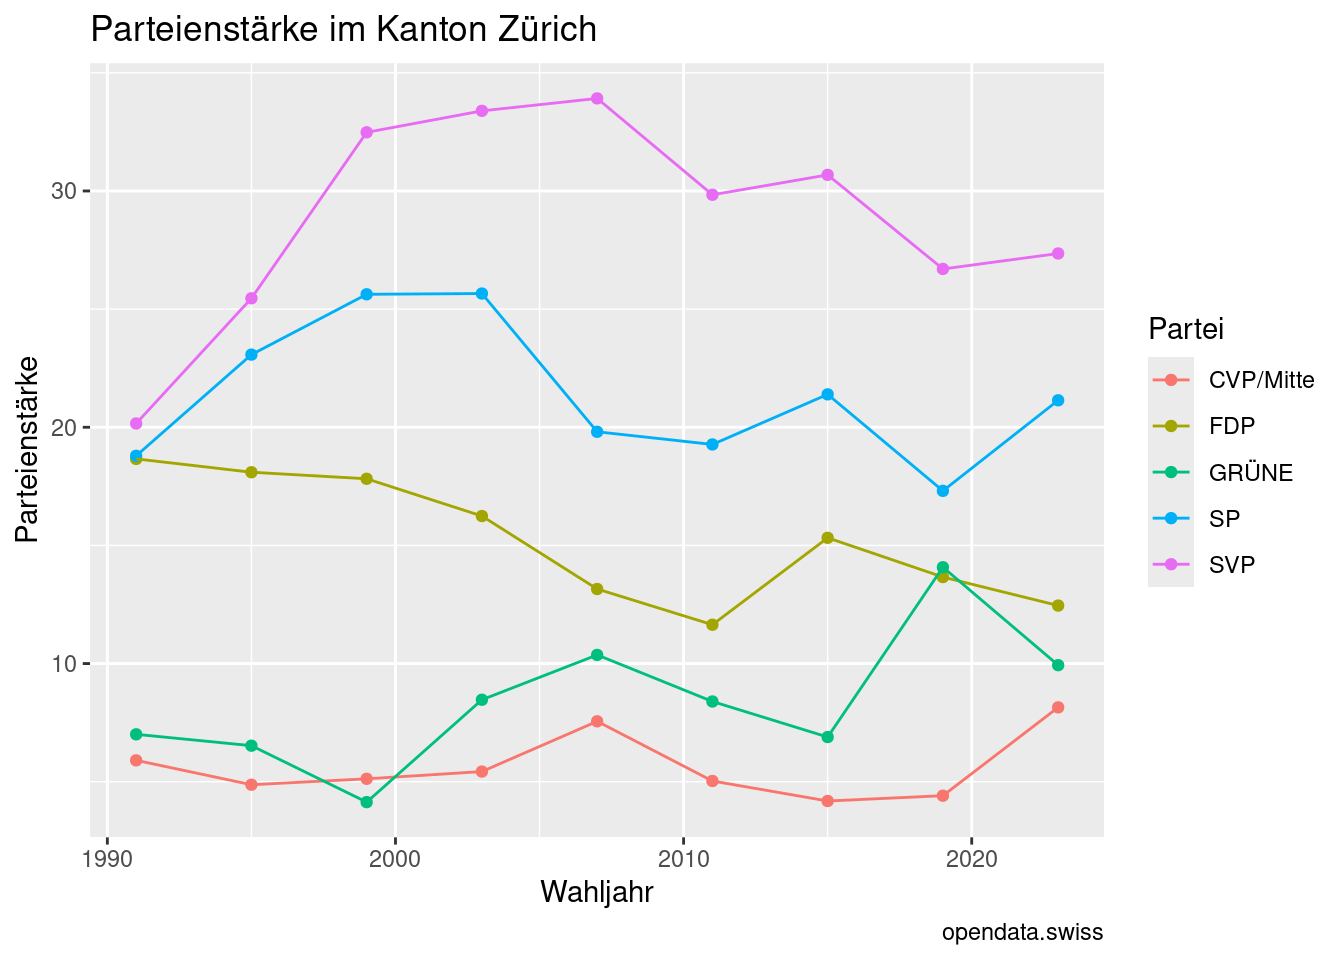 Parteienstärke im Kanton Zürich
Parteienstärke
30
20
10
1990
2000
2010
2020
Wahljahr
Partei
CVP/Mitte
FDP
GRÜNE
SP
SVP
opendata.swiss